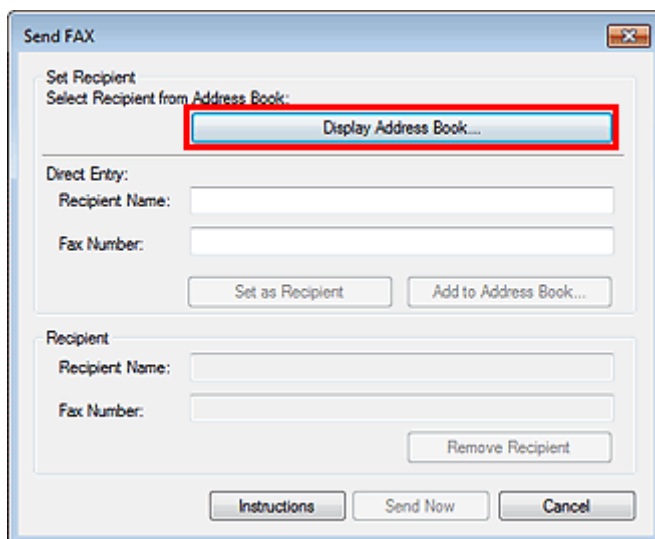 Send FAX
Set Recipient
Select Recipient from Address Book:
Display Address Book...
Direct Entry:
Recipient Name:
Fax Number:
Set as Recipient Add to Address Book...
Recipient
Recipient Name:
Fax Number:
Remove Recipient
Instructions Send Now Cancel